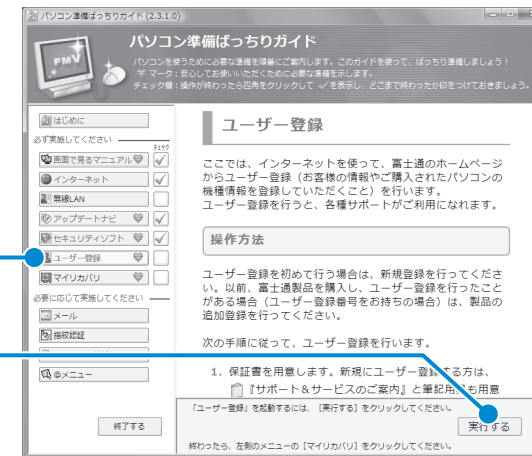 パソコン準備ばっちりガイド (2.3.1.0)
FMV
パソコン準備ばっちりガイド
パソコンを使うために必要な準備を順番にご案内します。このガイドを使って、ばっちり準備しましょう！
マーク：安心してお使いいただくために必要な準備を示します。
チェック欄：操作が終わったら四角をクリックして ✓を表示し、どこまで終わったか印をつけておきましょう。
はじめに
必ず実施してください
チェック
画面で見るマニュアル
インターネット
無線LAN
アップデートナビ
セキュリティソフト
ユーザー登録
マイリカバリ
必要に応じて実施してください
メール
指紋認証
@メニュー
終了する
ユーザー登録
ここでは、インターネットを使って、富士通のホームページ
からユーザー登録（お客様の情報やご購入されたパソコンの
機種情報を登録していただくこと）を行います。
ユーザー登録を行うと、各種サポートがご利用になれます。
操作方法
ユーザー登録を初めて行う場合は、新規登録を行ってくださ
い。以前、富士通製品を購入し、ユーザー登録を行ったこと
がある場合（ユーザー登録番号をお持ちの場合）は、製品の
追加登録を行ってください。
次の手順に従って、ユーザー登録を行います。
1. 保証書を用意します。新規にユーザー登録する方は、
『サポート＆サービスのご案内』と筆記用具も用意
「ユーザー登録」を起動するには、［実行する］をクリックしてください。
実行する
終わったら、左側のメニューの［マイリカバリ］をクリックしてください。